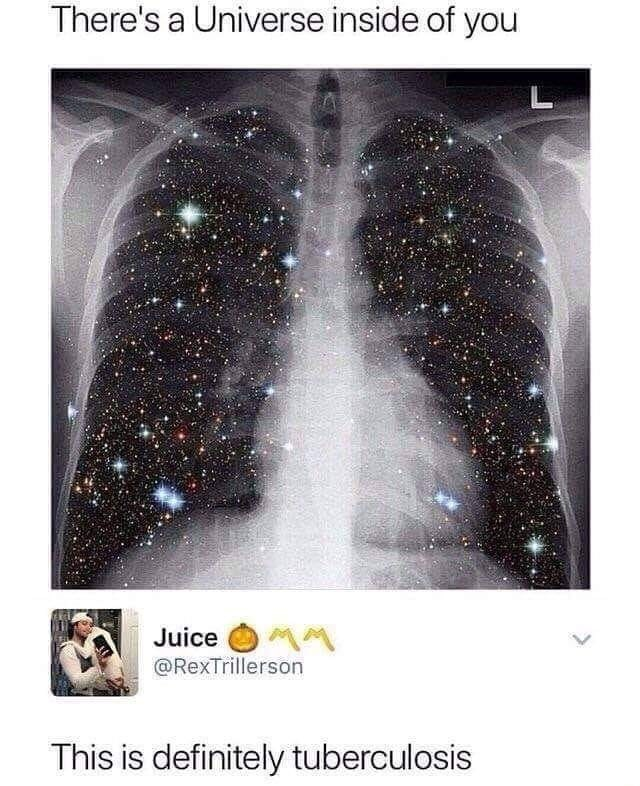 There's a Universe inside of you
L
Juice 🎃 〽️〽️
@RexTrillerson
This is definitely tuberculosis